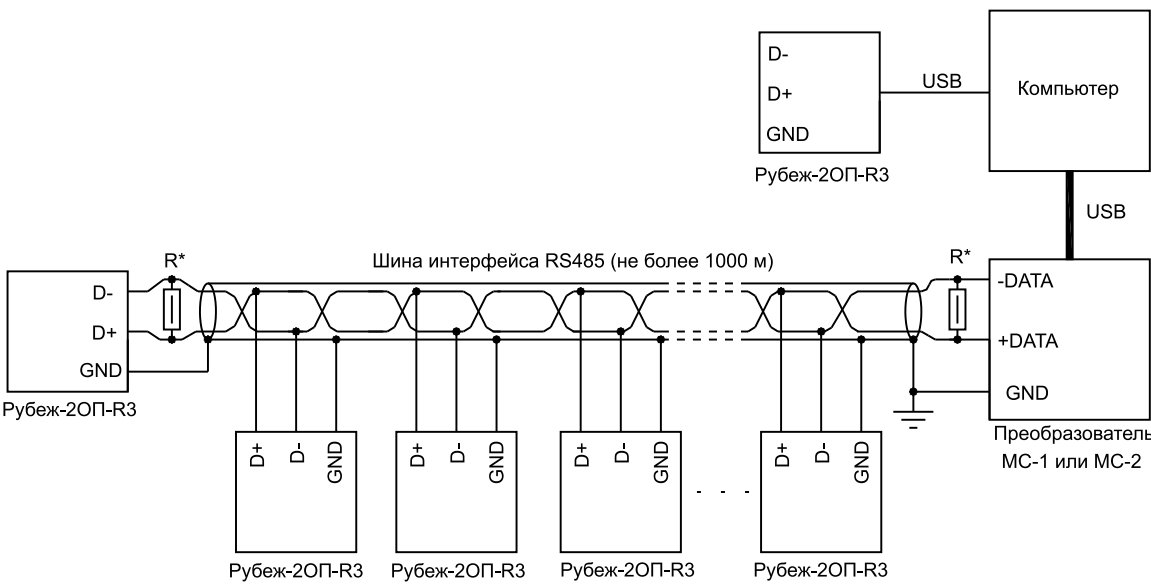 D-
D+
GND
Рубеж-2ОП-R3
USB
Компьютер
USB
R*
Шина интерфейса RS485 (не более 1000 м)
R*
D-
D+
GND
Рубеж-2ОП-R3
-DATA
+DATA
GND
Преобразователь
МС-1 или МС-2
D+ D- GND
D+ D- GND
D+ D- GND
. . .
D+ D- GND
Рубеж-2ОП-R3
Рубеж-2ОП-R3
Рубеж-2ОП-R3
Рубеж-2ОП-R3